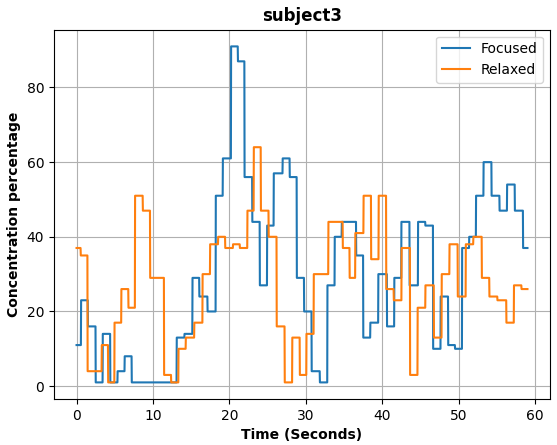 subject3
Focused
Relaxed
Concentration percentage
80
60
40
20
0
0 10 20 30 40 50 60
Time (Seconds)